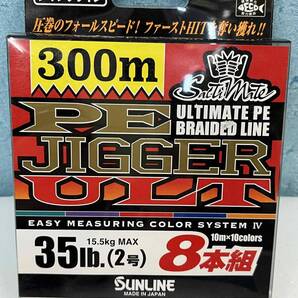 圧巻のフォールスピード！ファーストHITを奪い獲れ!!
300m
SaltiMate
ULTIMATE PE
BRAIDED LINE
PE
JIGGER
ULT
EASY MEASURING COLOR SYSTEM IV
10m×10colors
15.5kg MAX
35lb.(2号)
8本組
SUNLINE
MADE IN JAPAN